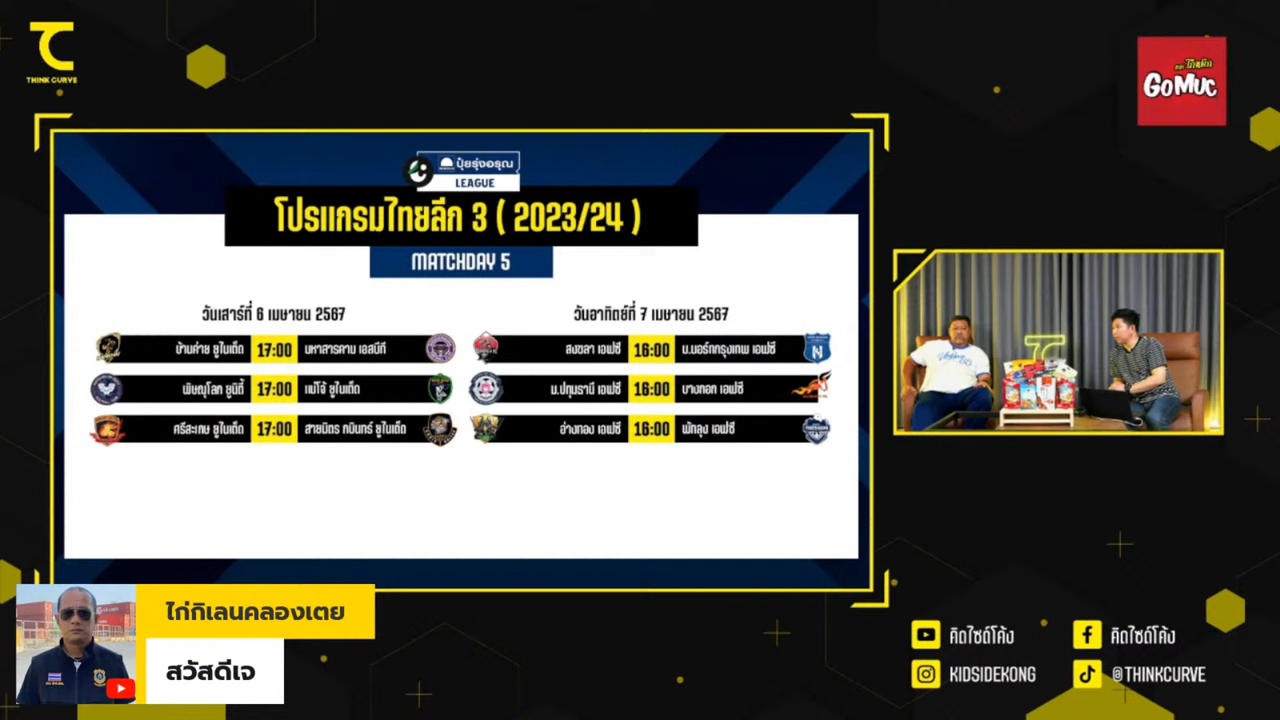 THINK CURVE
GOMUC
ปุ๋ยรุ่งอรุณ
LEAGUE
โปรแกรมไทยลีก 3 ( 2023/24 )
MATCHDAY 5
วันเสาร์ที่ 6 เมษายน 2567
บ้านค่าย ยูไนเต็ด 17:00 มหาสารคาม เอสบีที
พิษณุโลก ยูนิตี้ 17:00 แม่โจ้ ยูไนเต็ด
ศรีสะเกษ ยูไนเต็ด 17:00 สายมิตร กบินทร์ ยูไนเต็ด
วันอาทิตย์ที่ 7 เมษายน 2567
สงขลา เอฟซี 16:00 ม.นอร์ทกรุงเทพ เอฟซี
ม.ปทุมธานี เอฟซี 16:00 บางกอก เอฟซี
อ่างทอง เอฟซี 16:00 พัทลุง เอฟซี
TC
ไก่กิเลนคลองเตย
สวัสดีเจ
คิดไซด์โค้ง
คิดไซด์โค้ง
KIDSIDEKONG
@THINKCURVE